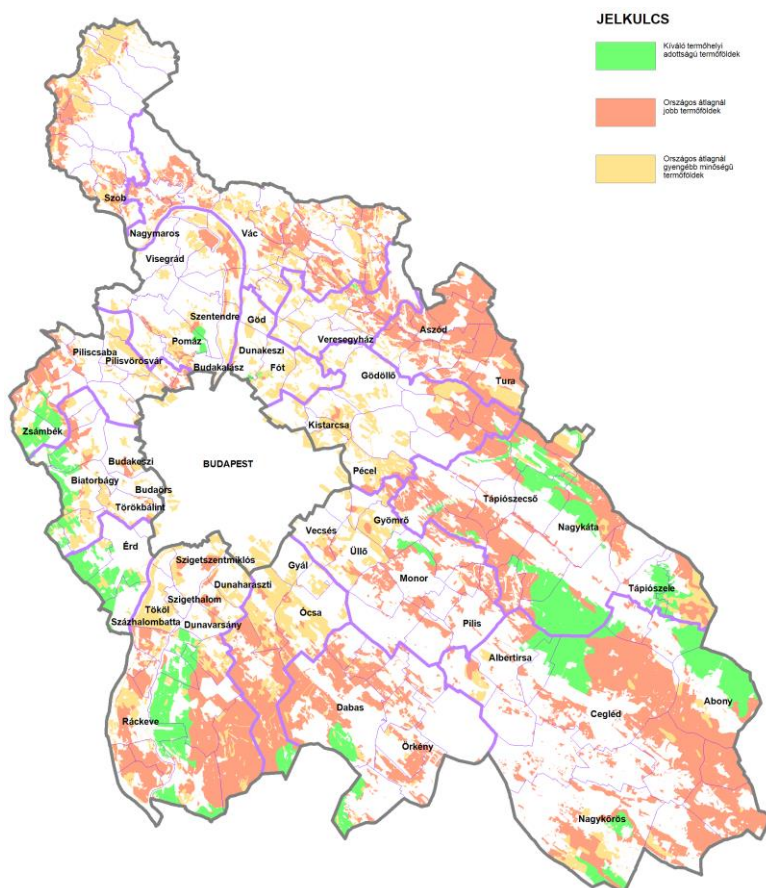 JELKULCS
Kiváló termőhelyi
adottságú termőföldek
Országos átlagnál
jobb termőföldek
Országos átlagnál
gyengébb minőségű
termőföldek
Szob
Nagymaros
Vác
Visegrád
Szentendre
Göd
Aszód
Pomáz
Veresegyház
Piliscsaba
Dunakeszi
Pilisvörösvár
Budakalász
Fót
Gödöllő
Tura
Kistarcsa
Zsámbék
Budakeszi
BUDAPEST
Pécel
Biatorbágy
Budaörs
Tápiószecső
Törökbálint
Gyömrő
Nagykáta
Vecsés
Érd
Üllő
Szigetszentmiklós
Gyál
Monor
Dunaharaszti
Tápiószele
Szigethalom
Tököl
Ócsa
Százhalombatta
Dunavarsány
Pilis
Albertirsa
Abony
Dabas
Cegléd
Ráckeve
Örkény
Nagykőrös